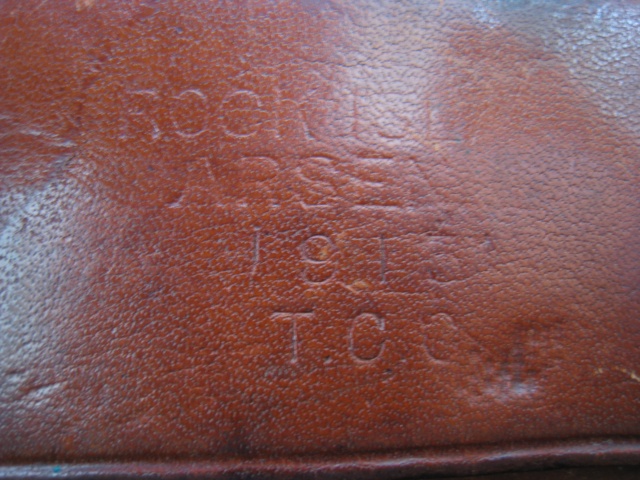 ROCK ISL
ARSEN
1913
T.C.C.